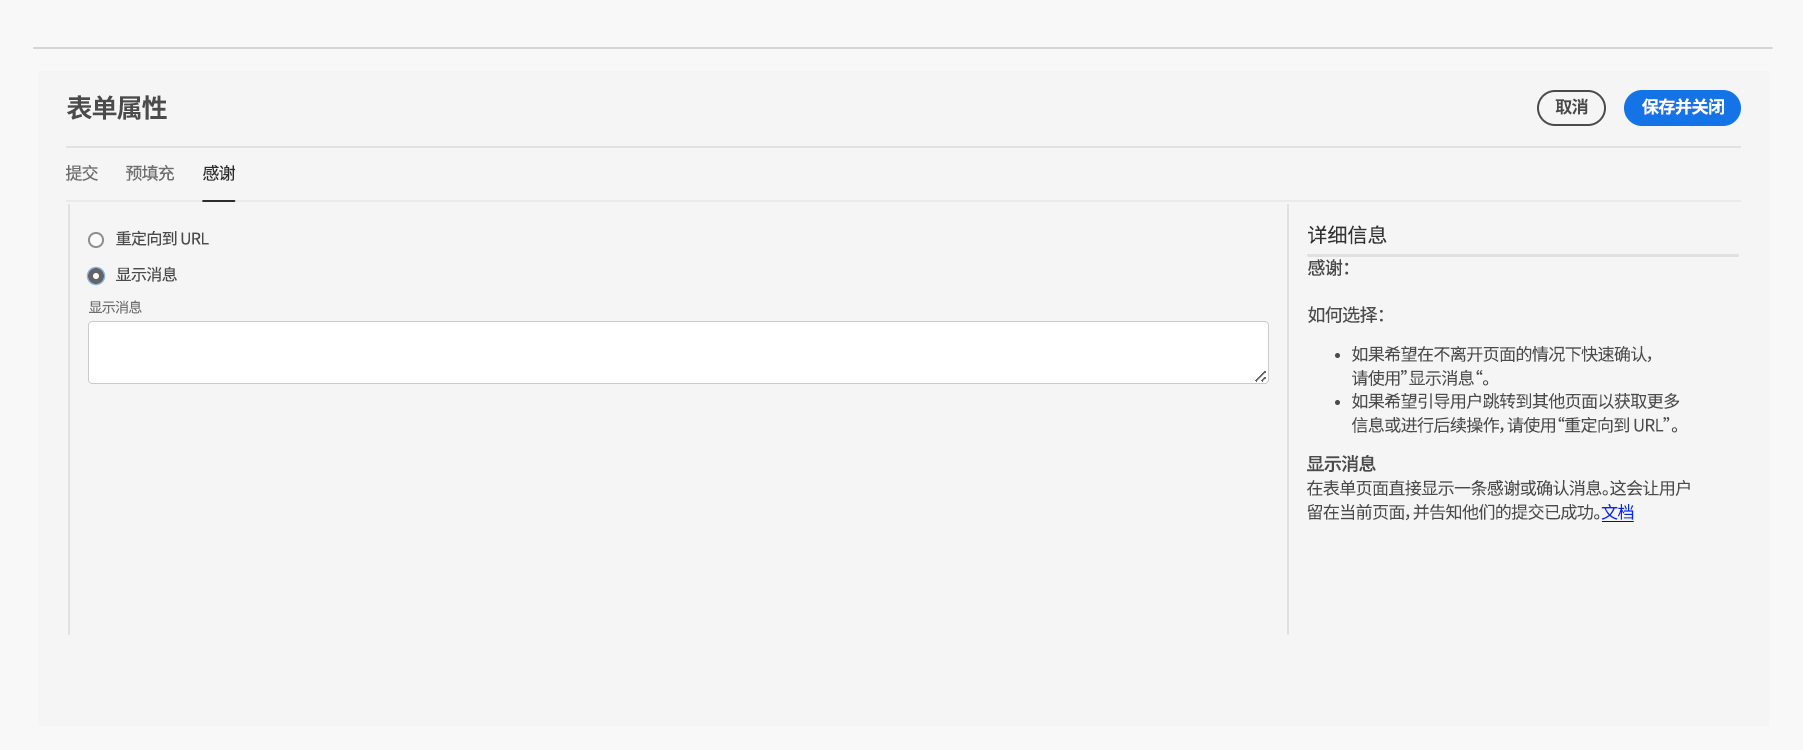 表单属性
取消
保存并关闭
提交
预填充
感谢
重定向到 URL
显示消息
显示消息
详细信息
感谢：
如何选择：
• 如果希望在不离开页面的情况下快速确认，
请使用”显示消息“。
• 如果希望引导用户跳转到其他页面以获取更多
信息或进行后续操作，请使用“重定向到 URL”。
显示消息
在表单页面直接显示一条感谢或确认消息。这会让用户
留在当前页面，并告知他们的提交已成功。文档